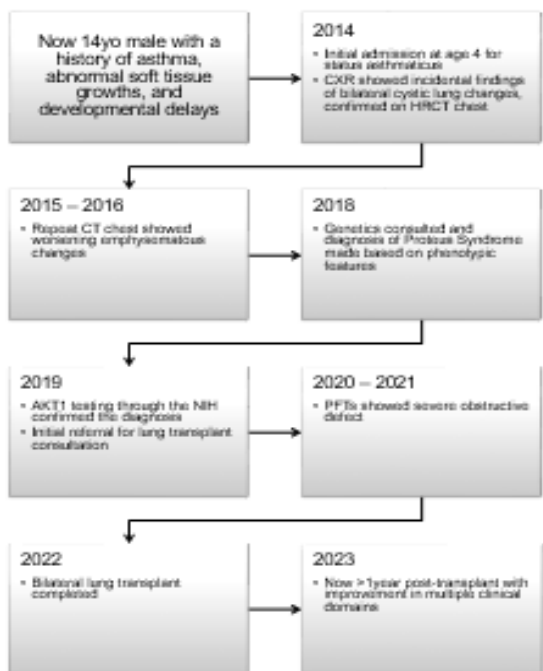 Now 14yo male with a
history of asthma,
abnormal soft tissue
growths, and
developmental delays
2014
• Initial admission at age 4 for
status asthmaticus
• CXR showed incidental findings
of bilateral cystic lung changes,
confirmed on HRCT chest
2015 – 2016
• Repeat CT chest showed
worsening emphysematous
changes
2018
• Genetics consulted and
diagnosis of Proteus Syndrome
made based on phenotypic
features
2019
• AKT1 testing through the NIH
confirmed the diagnosis
• Initial referral for lung transplant
consultation
2020 – 2021
• PFTs showed severe obstructive
defect
2022
• Bilateral lung transplant
completed
2023
• Now >1year post-transplant with
improvement in multiple clinical
domains